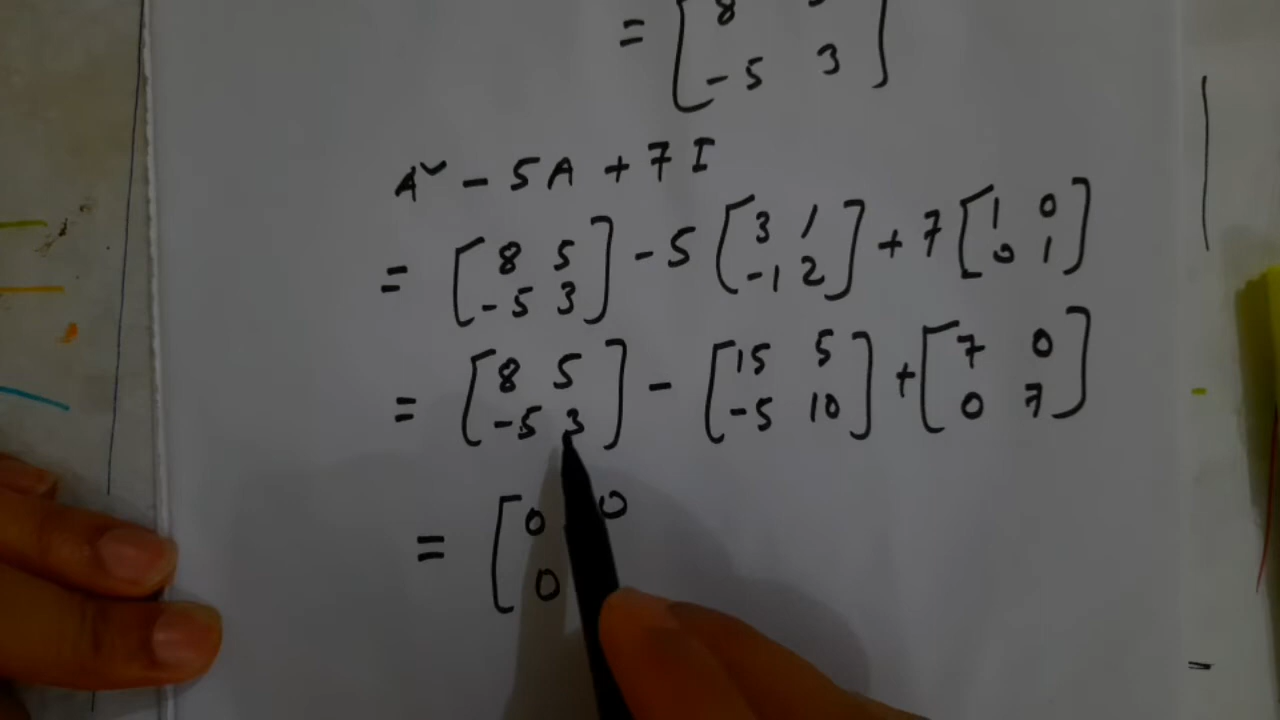 = [8
-5 3]
A² - 5A + 7I
= [8 5 -5 3] - 5 [3 1 -1 2] + 7 [1 0 0 1]
= [8 5 -5 3] - [15 5 -5 10] + [7 0 0 7]
= [0 0 0